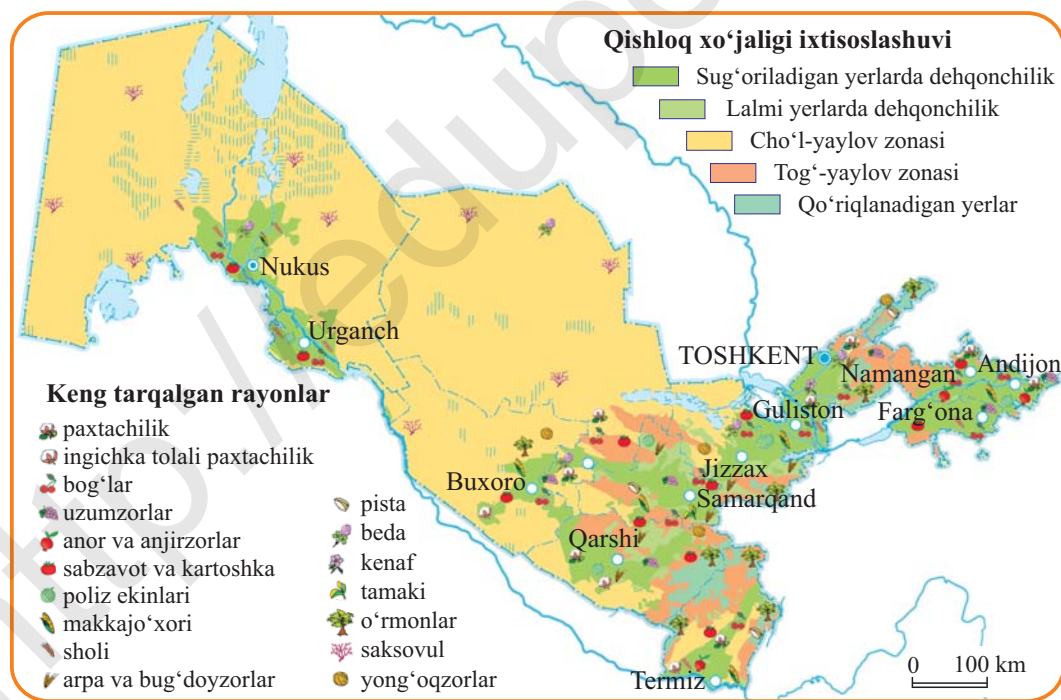 Qishloq xo‘jaligi ixtisoslashuvi
Sug‘oriladigan yerlarda dehqonchilik
Lalmi yerlarda dehqonchilik
Cho‘l-yaylov zonasi
Tog‘-yaylov zonasi
Qo‘riqlanadigan yerlar
Nukus
Urganch
TOSHKENT
Namangan
Andijon
Guliston
Farg‘ona
Jizzax
Buxoro
Samarqand
Qarshi
Termiz
Keng tarqalgan rayonlar
paxtachilik
ingichka tolali paxtachilik
bog‘lar
uzumzorlar
anor va anjirzorlar
sabzavot va kartoshka
poliz ekinlari
makkajo‘xori
sholi
arpa va bug‘doyzorlar
pista
beda
kenaf
tamaki
o‘rmonlar
saksovul
yong‘oqzorlar
0 100 km